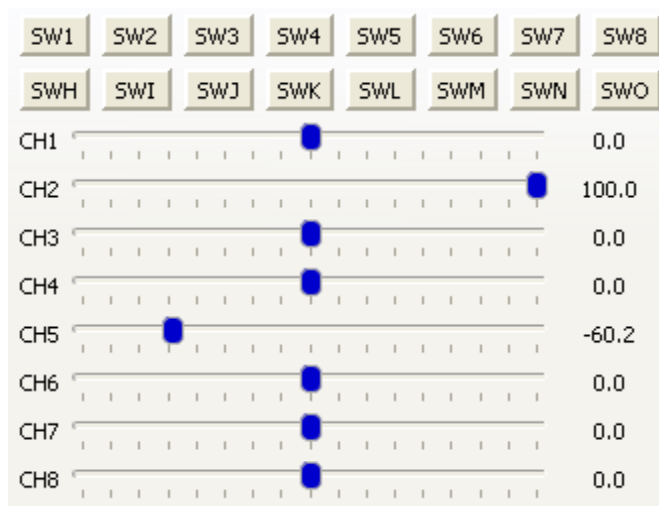 SW1 SW2 SW3 SW4 SW5 SW6 SW7 SW8
SWH SWI SWJ SWK SWL SWM SWN SWO
CH1 0.0
CH2 100.0
CH3 0.0
CH4 0.0
CH5 -60.2
CH6 0.0
CH7 0.0
CH8 0.0